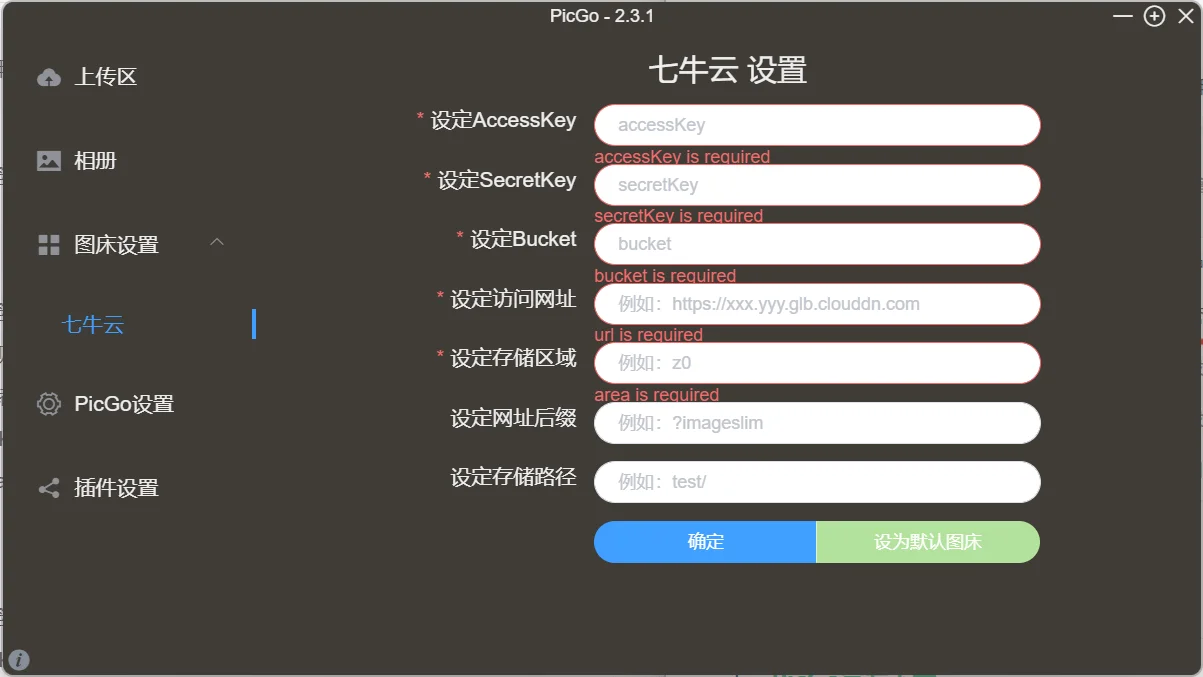 PicGo - 2.3.1
上传区
相册
图床设置
七牛云
PicGo设置
插件设置
七牛云 设置
* 设定AccessKey
accessKey
accessKey is required
* 设定SecretKey
secretKey
secretKey is required
* 设定Bucket
bucket
bucket is required
* 设定访问网址
例如：https://xxx.yyy.glb.clouddn.com
url is required
* 设定存储区域
例如：z0
area is required
设定网址后缀
例如：?imageslim
设定存储路径
例如：test/
确定
设为默认图床